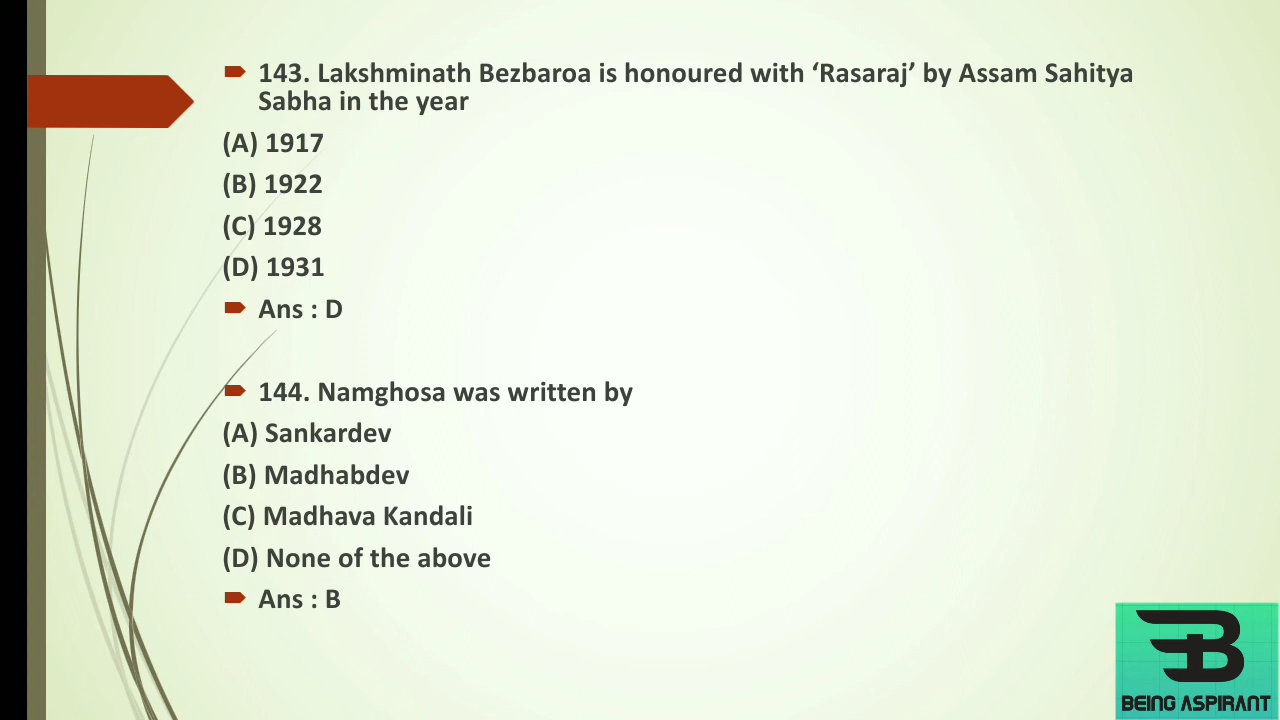 143. Lakshminath Bezbaroa is honoured with ‘Rasaraj’ by Assam Sahitya
Sabha in the year
(A) 1917
(B) 1922
(C) 1928
(D) 1931
Ans : D
144. Namghosa was written by
(A) Sankardev
(B) Madhabdev
(C) Madhava Kandali
(D) None of the above
Ans : B
BEING ASPIRANT